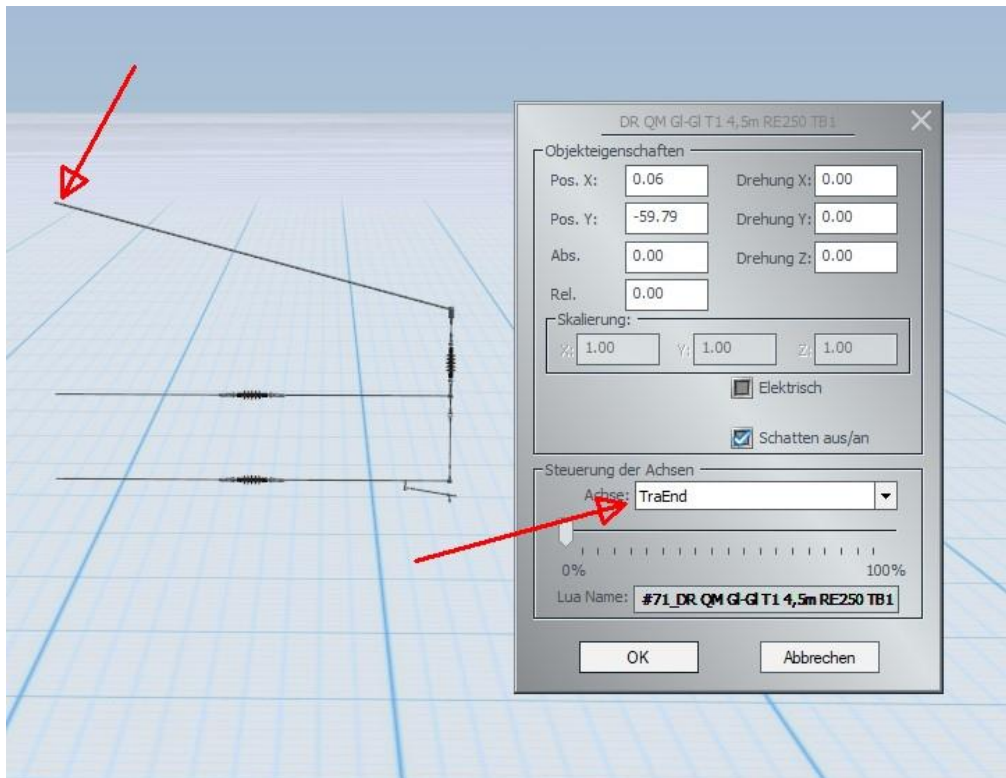 DR QM Gl-Gl T1 4,5m RE250 TB1
Objekteigenschaften
Pos. X: 0.06 Drehung X: 0.00
Pos. Y: -59.79 Drehung Y: 0.00
Abs. 0.00 Drehung Z: 0.00
Rel. 0.00
Skalierung:
X: 1.00 Y: 1.00 Z: 1.00
Elektrisch
Schatten aus/an
Steuerung der Achsen
Achse: TraEnd
0% 100%
Lua Name: #71_DR QM Gl-Gl T1 4,5m RE250 TB1
OK Abbrechen